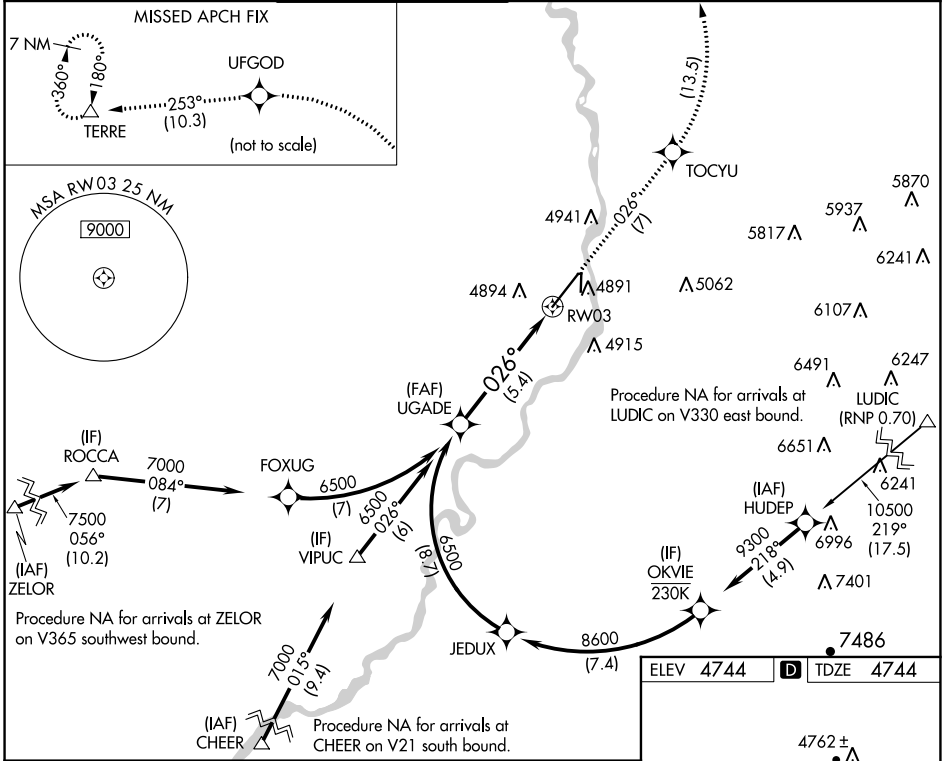 MISSED APCH FIX
7 NM
360°
180°
UFGOD
253°
(10.3)
TERRE
(not to scale)
MSA RW03 25 NM
9000
(13.5)
TOCYU
026°
(7)
4941
5870
5937
5817
6241
4894
4891
5062
RW03
6107
4915
026°
(5.4)
6491
6247
(FAF)
UGADE
Procedure NA for arrivals at
LUDIC on V330 east bound.
LUDIC
(RNP 0.70)
6651
6241
10500
219°
(17.5)
(IF)
ROCCA
7000
084°
(7)
FOXUG
6500
(7)
7500
056°
(10.2)
(IAF)
ZELOR
6500
026°
(6)
(IF)
VIPUC
6500
(8.7)
(IAF)
HUDEP
6996
9300
218°
(4.9)
(IF)
OKVIE
230K
7401
Procedure NA for arrivals at ZELOR
on V365 southwest bound.
JEDUX
8600
(7.4)
7486
7000
015°
(9.4)
(IAF)
CHEER
Procedure NA for arrivals at
CHEER on V21 south bound.
ELEV 4744 D TDZE 4744
4762 ±